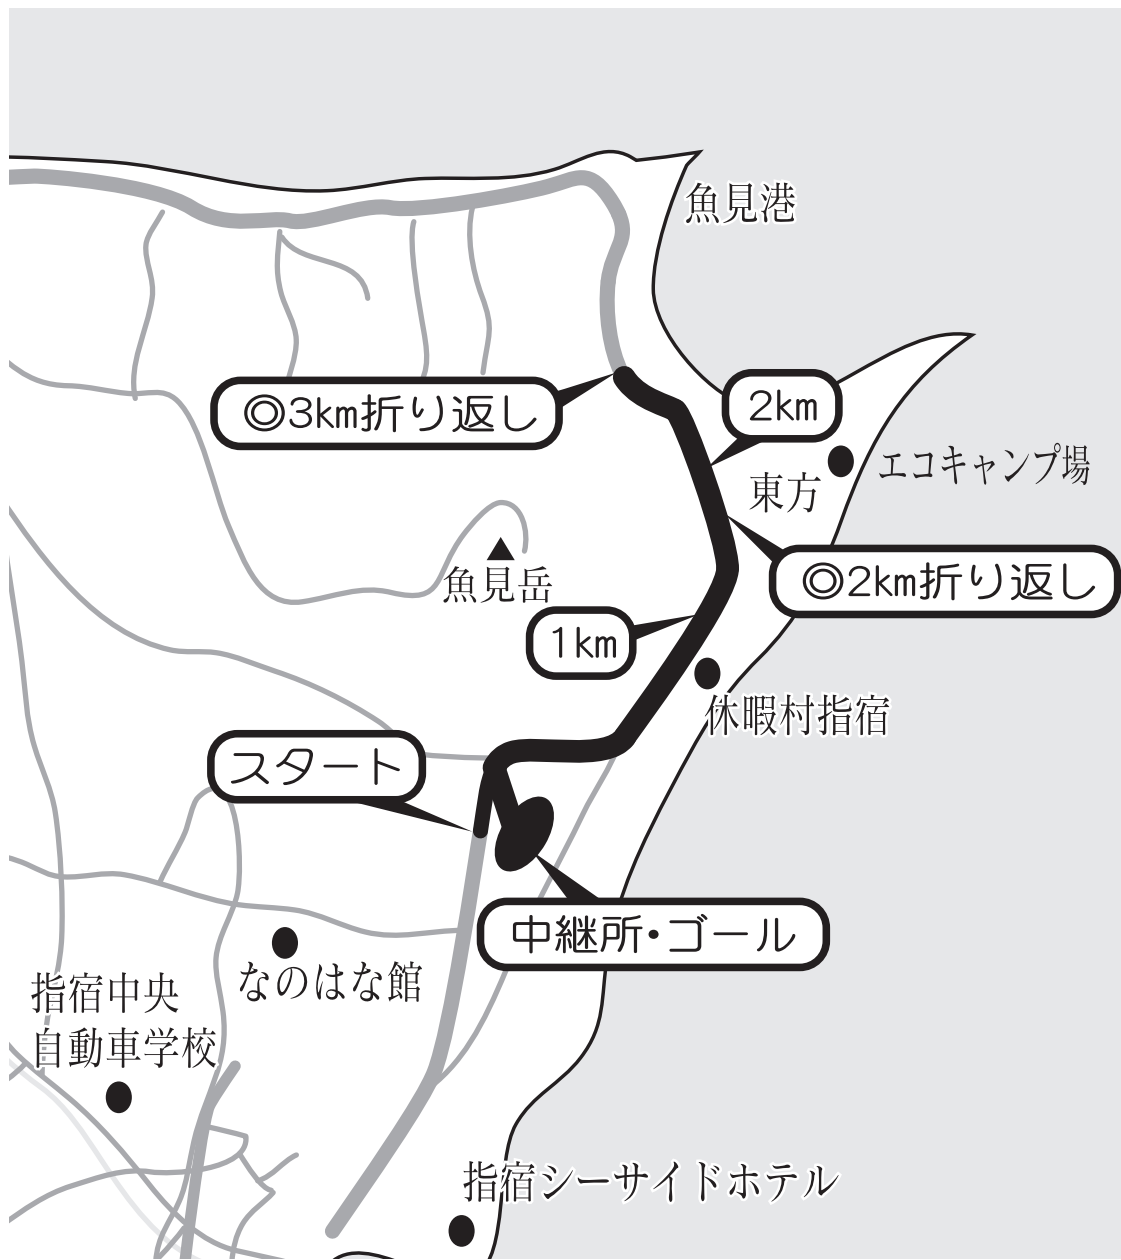 魚見港
◎3km折り返し
2km
エコキャンプ場
東方
◎2km折り返し
魚見岳
1km
休暇村指宿
スタート
中継所・ゴール
なのはな館
指宿中央
自動車学校
指宿シーサイドホテル